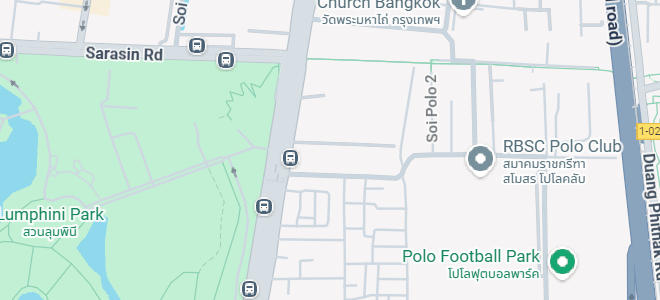 Church Bangkok
วัดพระมหาไถ่ กรุงเทพฯ
Soi
Sarasin Rd
Soi Polo 2
1-02
RBSC Polo Club
สมาคมราชกรีฑา
สโมสร โปโลคลับ
Lumphini Park
สวนลุมพินี
Polo Football Park
โปโลฟุตบอลพาร์ค
Duang Phithak Rd